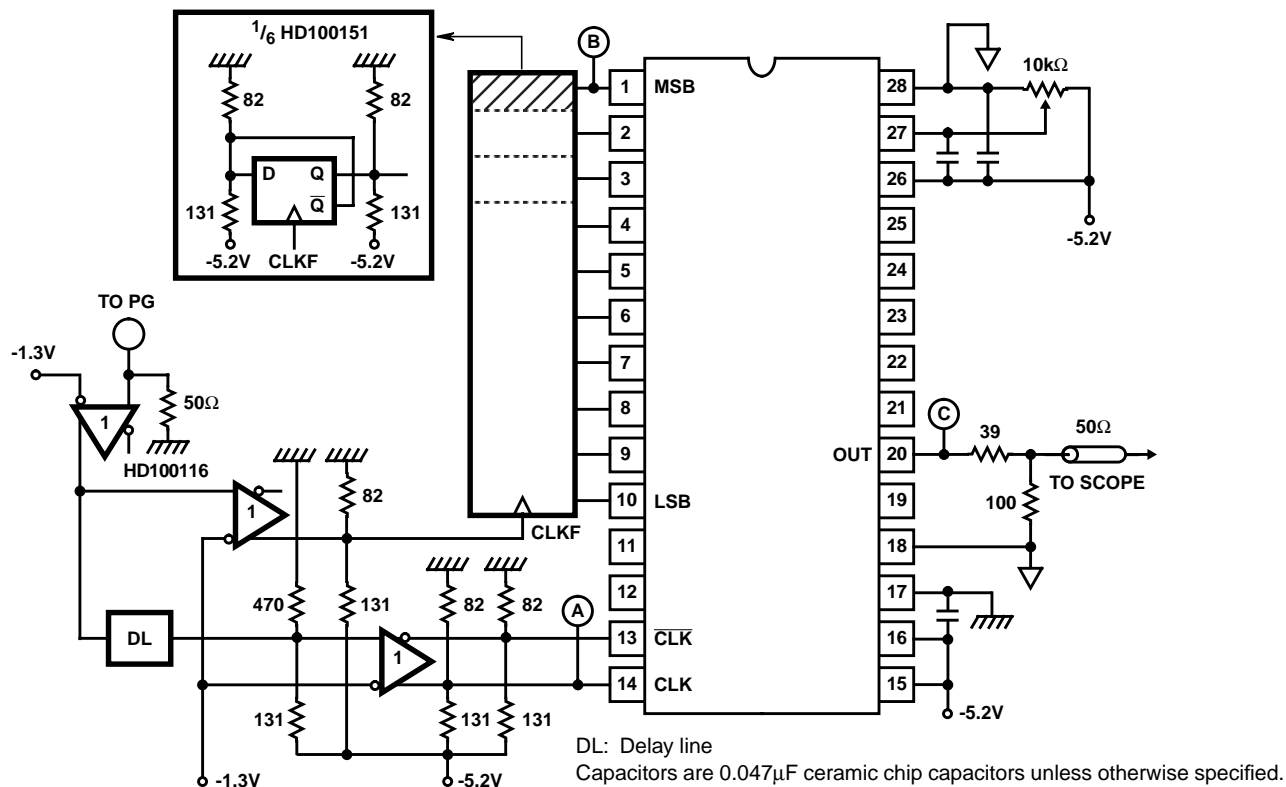 1/6 HD100151
82
82
D
Q
Q
131
131
-5.2V
-5.2V
CLKF
B
1
MSB
2
3
4
5
6
7
8
9
10
LSB
11
12
13
CLK
14
CLK
28
27
26
25
24
23
22
21
OUT
20
19
18
17
16
15
10kΩ
-5.2V
C
39
50Ω
TO SCOPE
100
-5.2V
TO PG
-1.3V
1
50Ω
HD100116
1
82
CLKF
470
131
82
82
A
DL
1
131
131
131
-1.3V
-5.2V
DL: Delay line
Capacitors are 0.047µF ceramic chip capacitors unless otherwise specified.